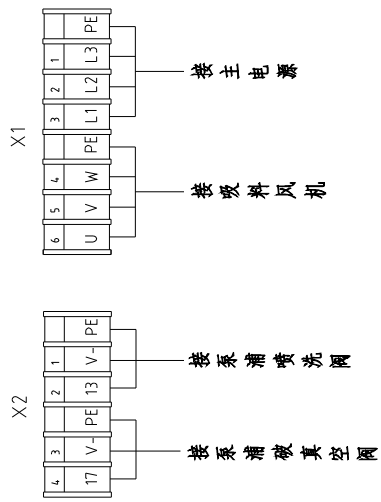 X1
PE
1 L3
2 L2
3 L1
接主电源
PE
4 W
5 V
6 U
接吸料风机
X2
PE
1 V-
2 13
接泵浦喷洗阀
PE
3 V-
4 17
接泵浦破真空阀